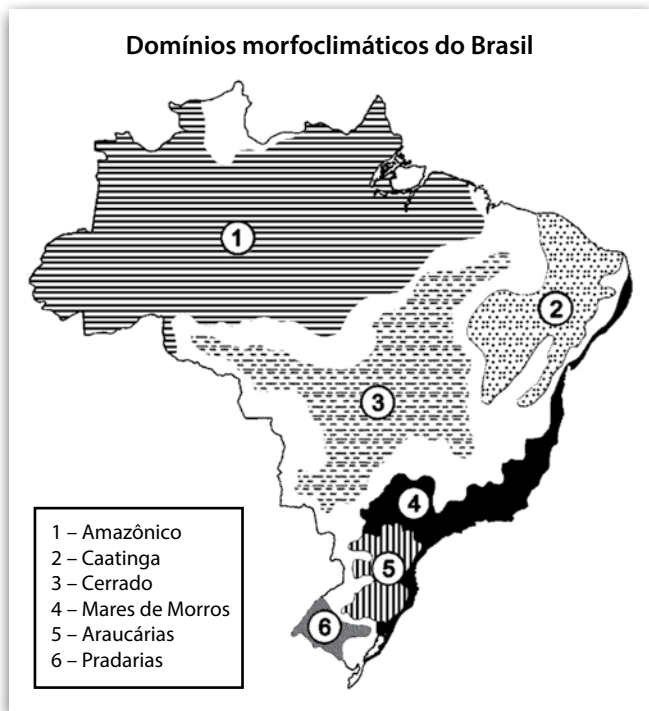 Domínios morfoclimáticos do Brasil
1
2
3
4
5
6
1 – Amazônico
2 – Caatinga
3 – Cerrado
4 – Mares de Morros
5 – Araucárias
6 – Pradarias